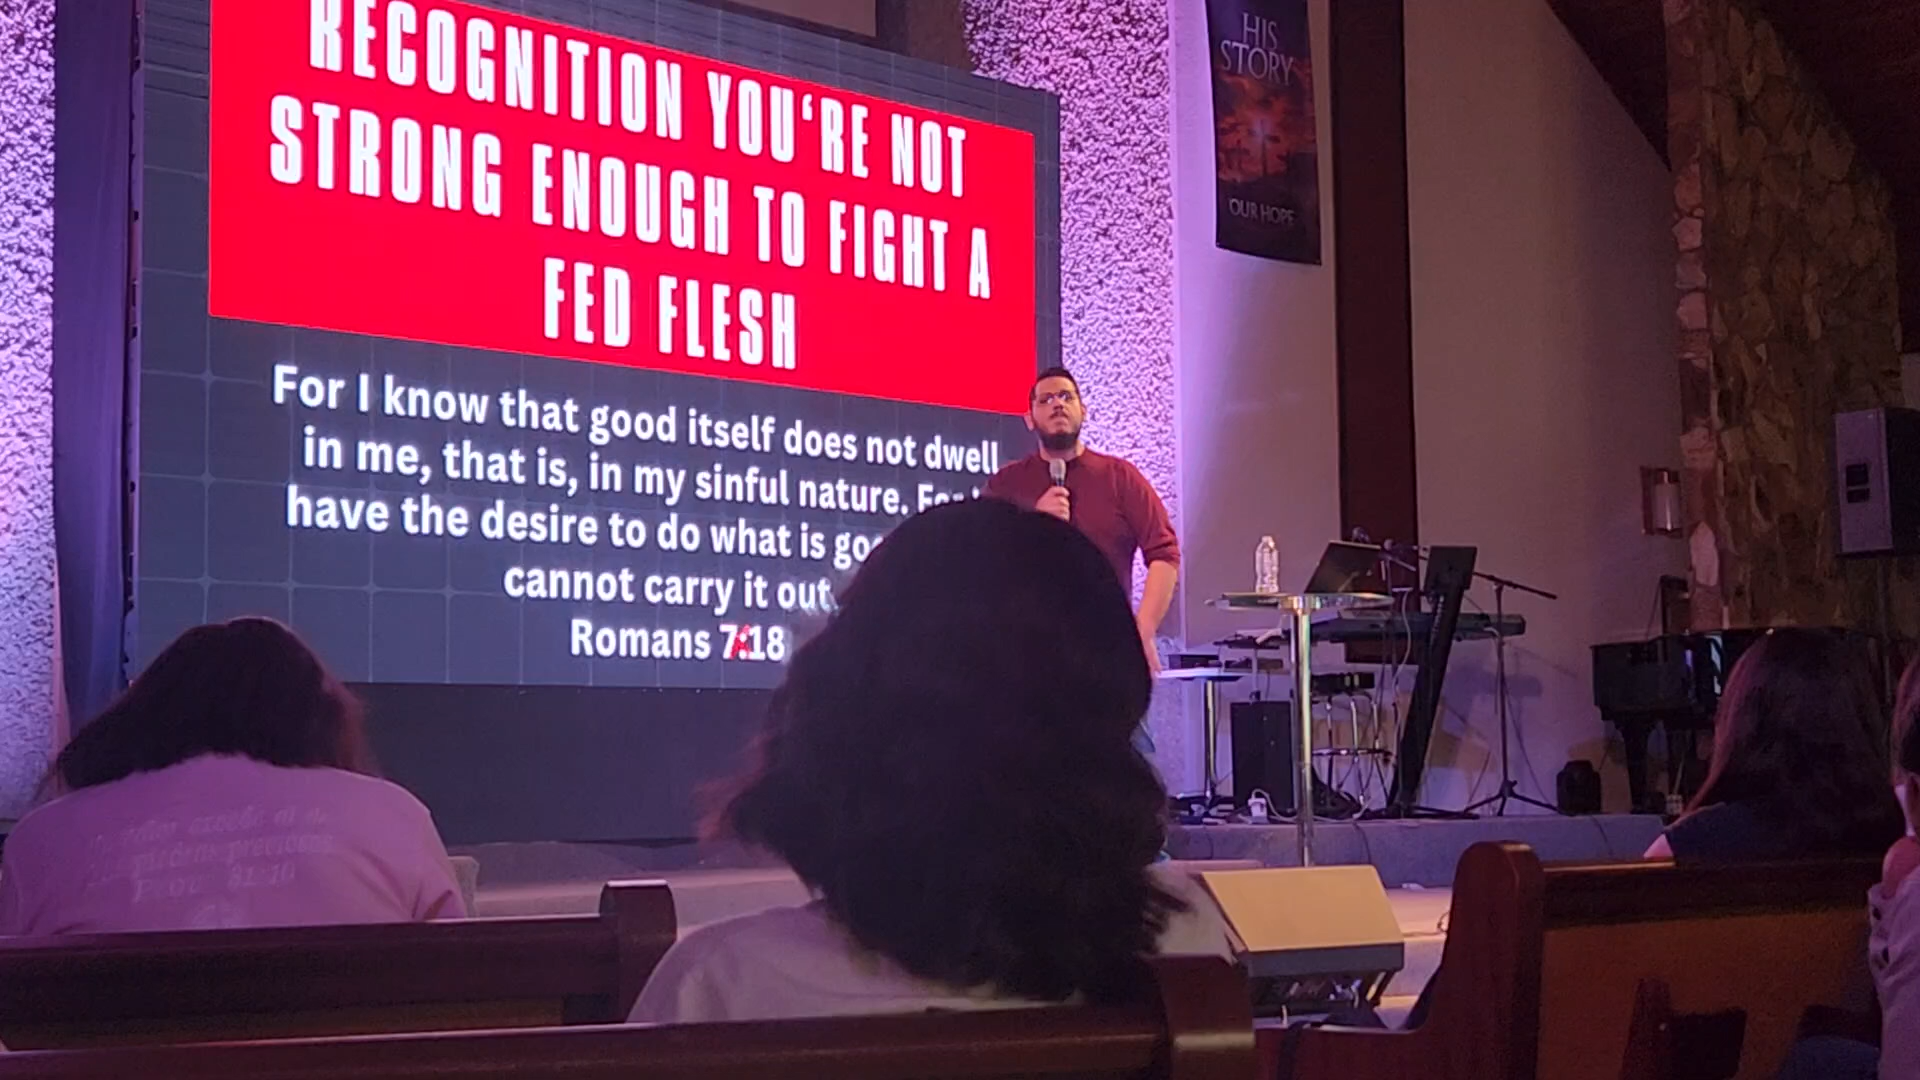 RECOGNITION YOU'RE NOT
STRONG ENOUGH TO FIGHT A
FED FLESH
For I know that good itself does not dwell
in me, that is, in my sinful nature.
have the desire to do what is
cannot carry it out.
Romans 7:18
HIS
STORY
OUR HOPE
31:10